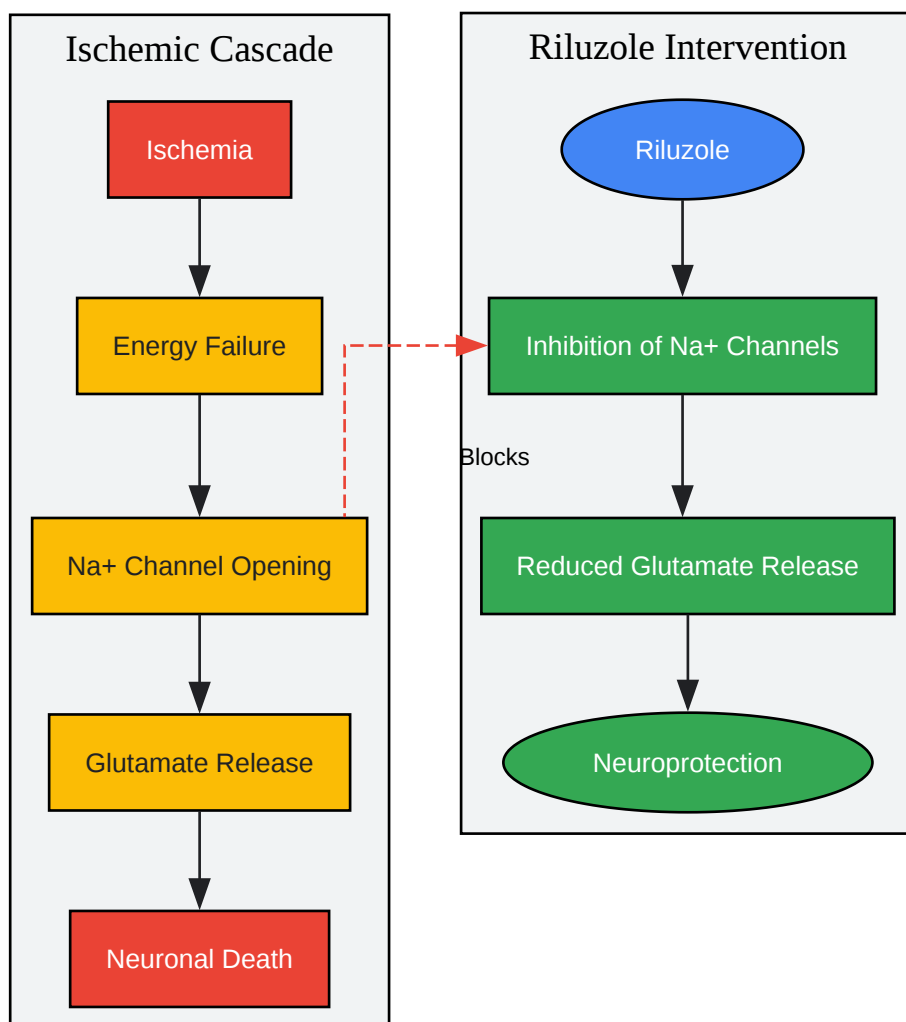 Ischemic Cascade
Ischemia
Energy Failure
Na+ Channel Opening
Glutamate Release
Neuronal Death
Riluzole Intervention
Riluzole
Inhibition of Na+ Channels
Blocks
Reduced Glutamate Release
Neuroprotection